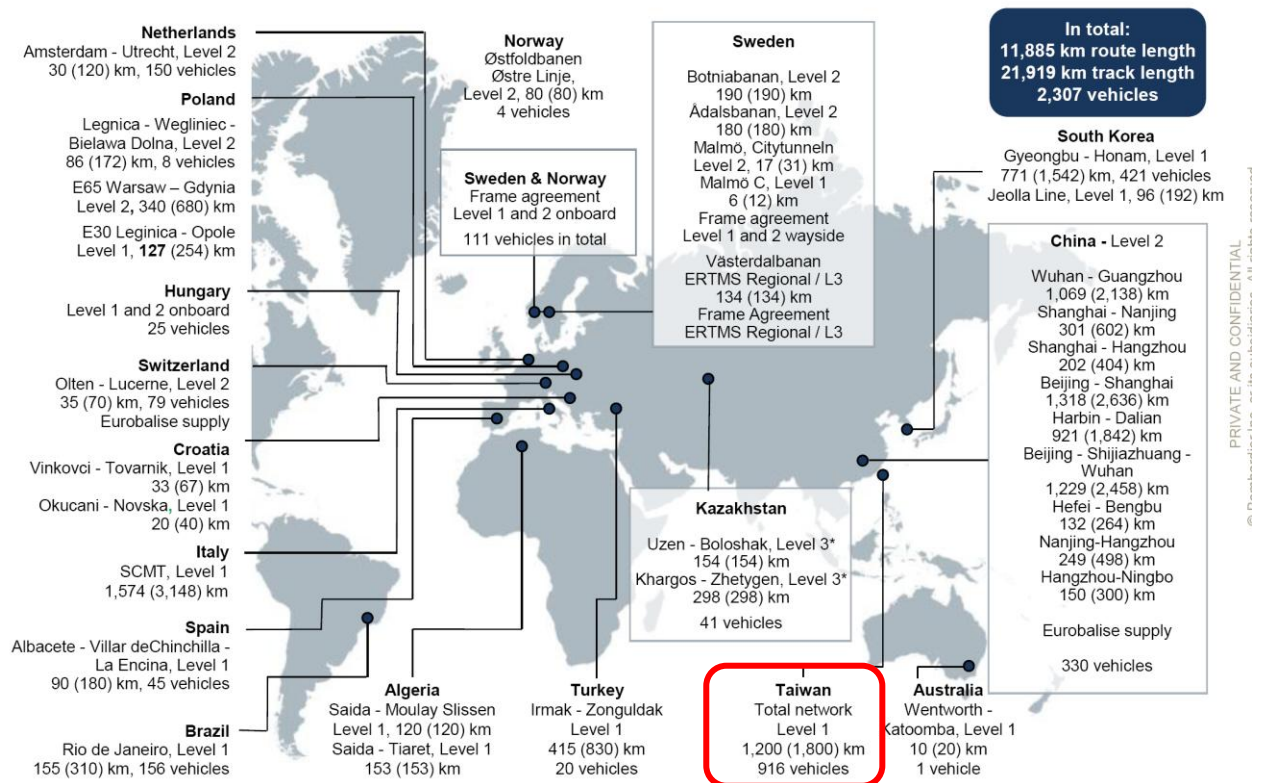 Netherlands
Amsterdam - Utrecht, Level 2
30 (120) km, 150 vehicles
Poland
Legnica - Wegliniec -
Bielawa Dolna, Level 2
86 (172) km, 8 vehicles
E65 Warsaw – Gdynia
Level 2, 340 (680) km
E30 Leginica - Opole
Level 1, 127 (254) km
Hungary
Level 1 and 2 onboard
25 vehicles
Switzerland
Olten - Lucerne, Level 2
35 (70) km, 79 vehicles
Eurobalise supply
Croatia
Vinkovci - Tovarnik, Level 1
33 (67) km
Okucani - Novska, Level 1
20 (40) km
Italy
SCMT, Level 1
1,574 (3,148) km
Spain
Albacete - Villar deChinchilla -
La Encina, Level 1
90 (180) km, 45 vehicles
Brazil
Rio de Janeiro, Level 1
155 (310) km, 156 vehicles
Norway
Østfoldbanen
Østre Linje,
Level 2, 80 (80) km
4 vehicles
Sweden & Norway
Frame agreement
Level 1 and 2 onboard
111 vehicles in total
Sweden
Botniabanan, Level 2
190 (190) km
Ådalsbanan, Level 2
180 (180) km
Malmö, Citytunneln
Level 2, 17 (31) km
Malmö C, Level 1
6 (12) km
Frame agreement
Level 1 and 2 wayside
Västerdalbanan
ERTMS Regional / L3
134 (134) km
Frame Agreement
ERTMS Regional / L3
In total:
11,885 km route length
21,919 km track length
2,307 vehicles
South Korea
Gyeongbu - Honam, Level 1
771 (1,542) km, 421 vehicles
Jeolla Line, Level 1, 96 (192) km
China - Level 2
Wuhan - Guangzhou
1,069 (2,138) km
Shanghai - Nanjing
301 (602) km
Shanghai - Hangzhou
202 (404) km
Beijing - Shanghai
1,318 (2,636) km
Harbin - Dalian
921 (1,842) km
Beijing - Shijiazhuang -
Wuhan
1,229 (2,458) km
Hefei - Bengbu
132 (264) km
Nanjing-Hangzhou
249 (498) km
Hangzhou-Ningbo
150 (300) km
Eurobalise supply
330 vehicles
Kazakhstan
Uzen - Boloshak, Level 3*
154 (154) km
Khargos - Zhetygen, Level 3*
298 (298) km
41 vehicles
Algeria
Saida - Moulay Slissen
Level 1, 120 (120) km
Saida - Tiaret, Level 1
153 (153) km
Turkey
Irmak - Zonguldak
Level 1
415 (830) km
20 vehicles
Taiwan
Total network
Level 1
1,200 (1,800) km
916 vehicles
Australia
Wentworth -
Katoomba, Level 1
10 (20) km
1 vehicle
PRIVATE AND CONFIDENTIAL